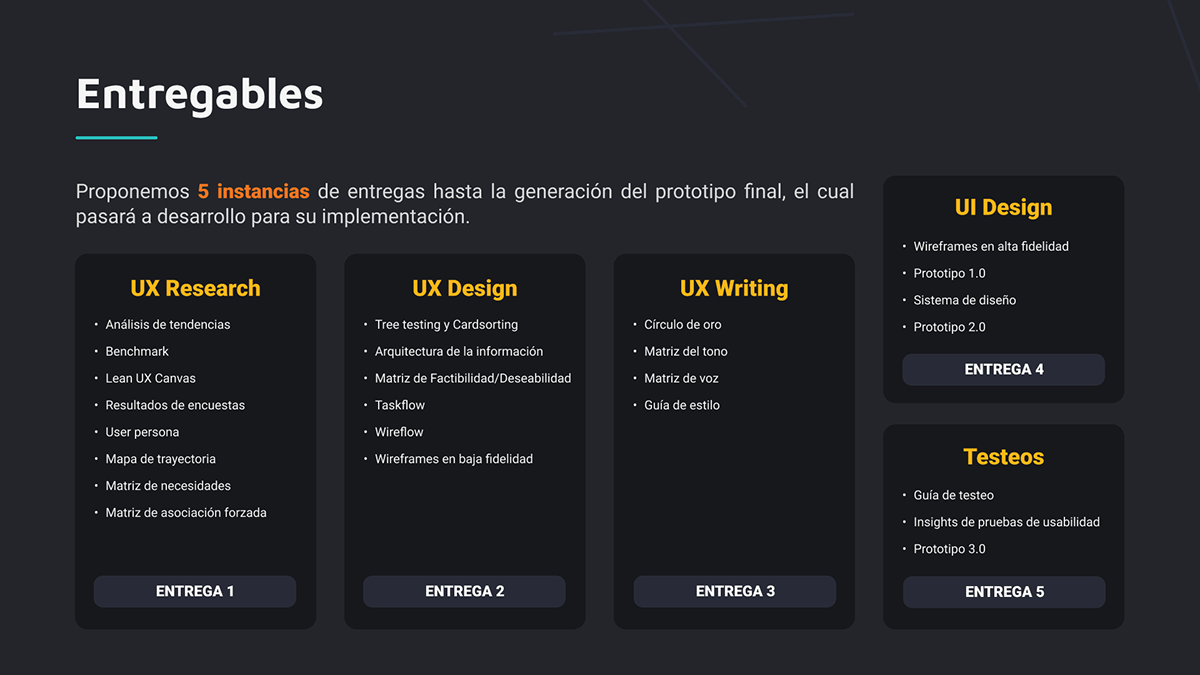 Entregables
Proponemos 5 instancias de entregas hasta la generación del prototipo final, el cual
pasará a desarrollo para su implementación.
UX Research
• Análisis de tendencias
• Benchmark
• Lean UX Canvas
• Resultados de encuestas
• User persona
• Mapa de trayectoria
• Matriz de necesidades
• Matriz de asociación forzada
ENTREGA 1
UX Design
• Tree testing y Cardsorting
• Arquitectura de la información
• Matriz de Factibilidad/Deseabilidad
• Taskflow
• Wireflow
• Wireframes en baja fidelidad
ENTREGA 2
UX Writing
• Círculo de oro
• Matriz del tono
• Matriz de voz
• Guía de estilo
ENTREGA 3
UI Design
• Wireframes en alta fidelidad
• Prototipo 1.0
• Sistema de diseño
• Prototipo 2.0
ENTREGA 4
Testeos
• Guía de testeo
• Insights de pruebas de usabilidad
• Prototipo 3.0
ENTREGA 5